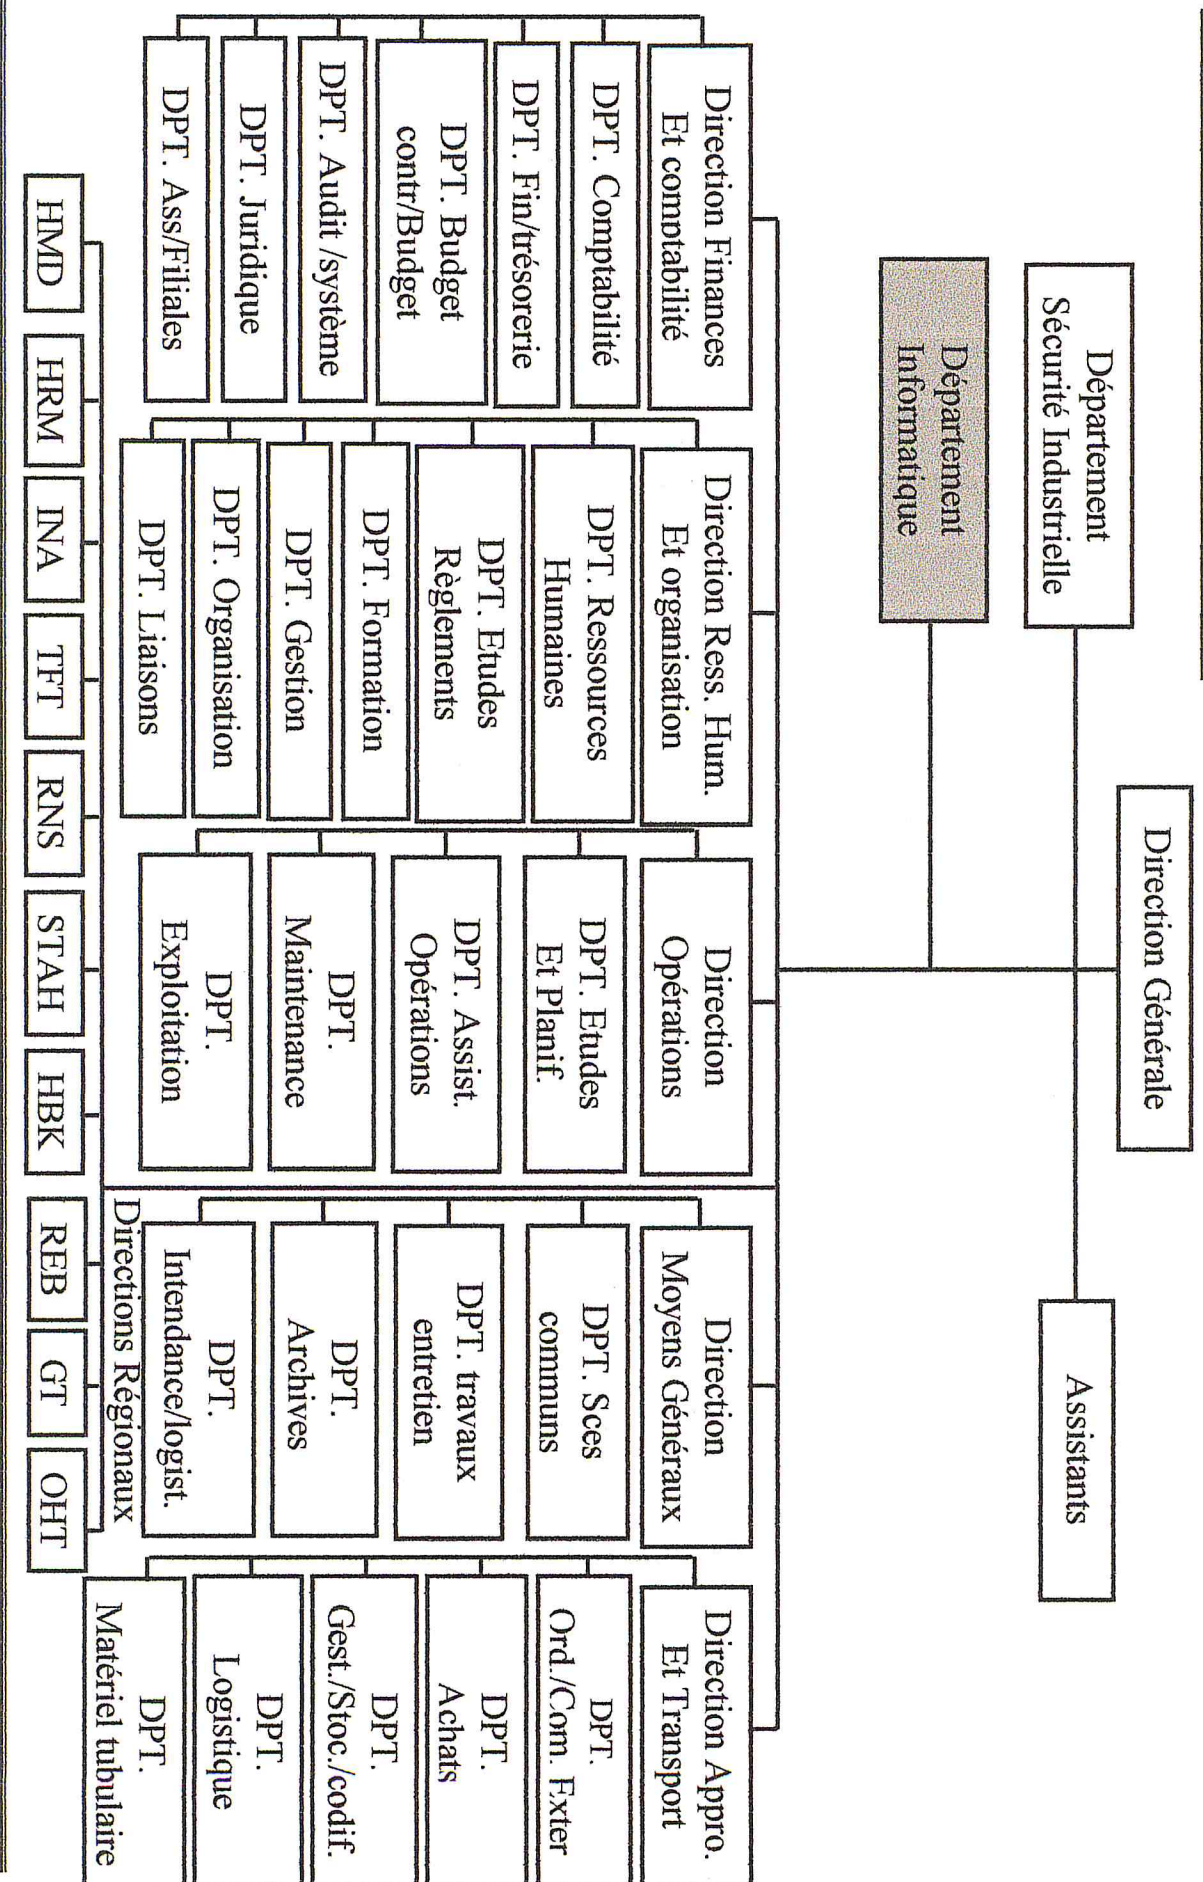 Direction Générale
Assistants
Département
Sécurité Industrielle
Département
Informatique
Direction Finances
Et comptabilité
DPT. Comptabilité
DPT. Fin/trésorerie
DPT. Budget
contr/Budget
DPT. Audit /système
DPT. Juridique
DPT. Ass/Filiales
Direction Ress. Hum.
Et organisation
DPT. Ressources
Humaines
DPT. Etudes
Règlements
DPT. Formation
DPT. Gestion
DPT. Organisation
DPT. Liaisons
Direction
Opérations
DPT. Etudes
Et Planif.
DPT. Assist.
Opérations
DPT.
Maintenance
DPT.
Exploitation
Direction
Moyens Généraux
DPT. Sces
communs
DPT. travaux
entretien
DPT.
Archives
DPT.
Intendance/logist.
Direction Appro.
Et Transport
DPT.
Ord./Com. Exter
DPT.
Achats
DPT.
Gest./Stoc./codif.
DPT.
Logistique
DPT.
Matériel tubulaire
Directions Régionaux
HMD
HRM
INA
TFT
RNS
STAH
HBK
REB
GT
OHT